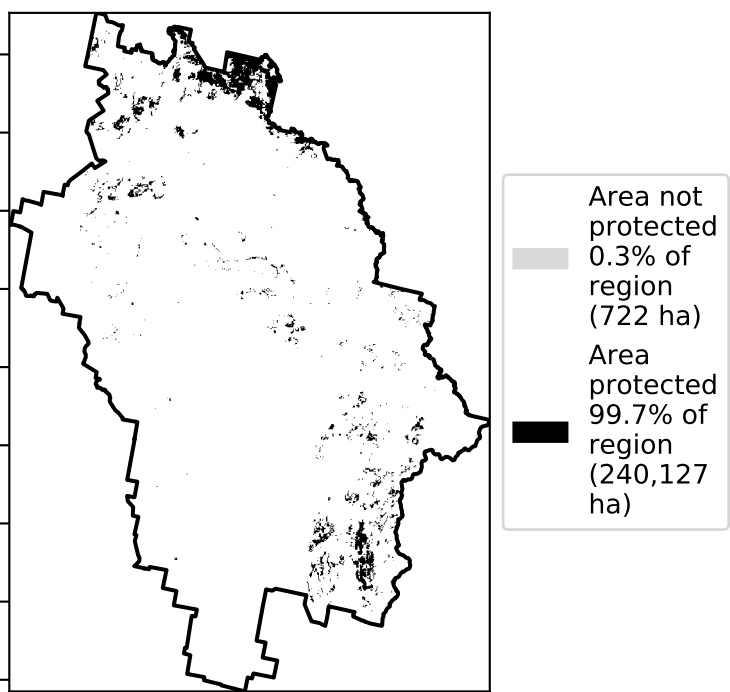 Area not
protected
0.3% of
region
(722 ha)
Area
protected
99.7% of
region
(240,127
ha)